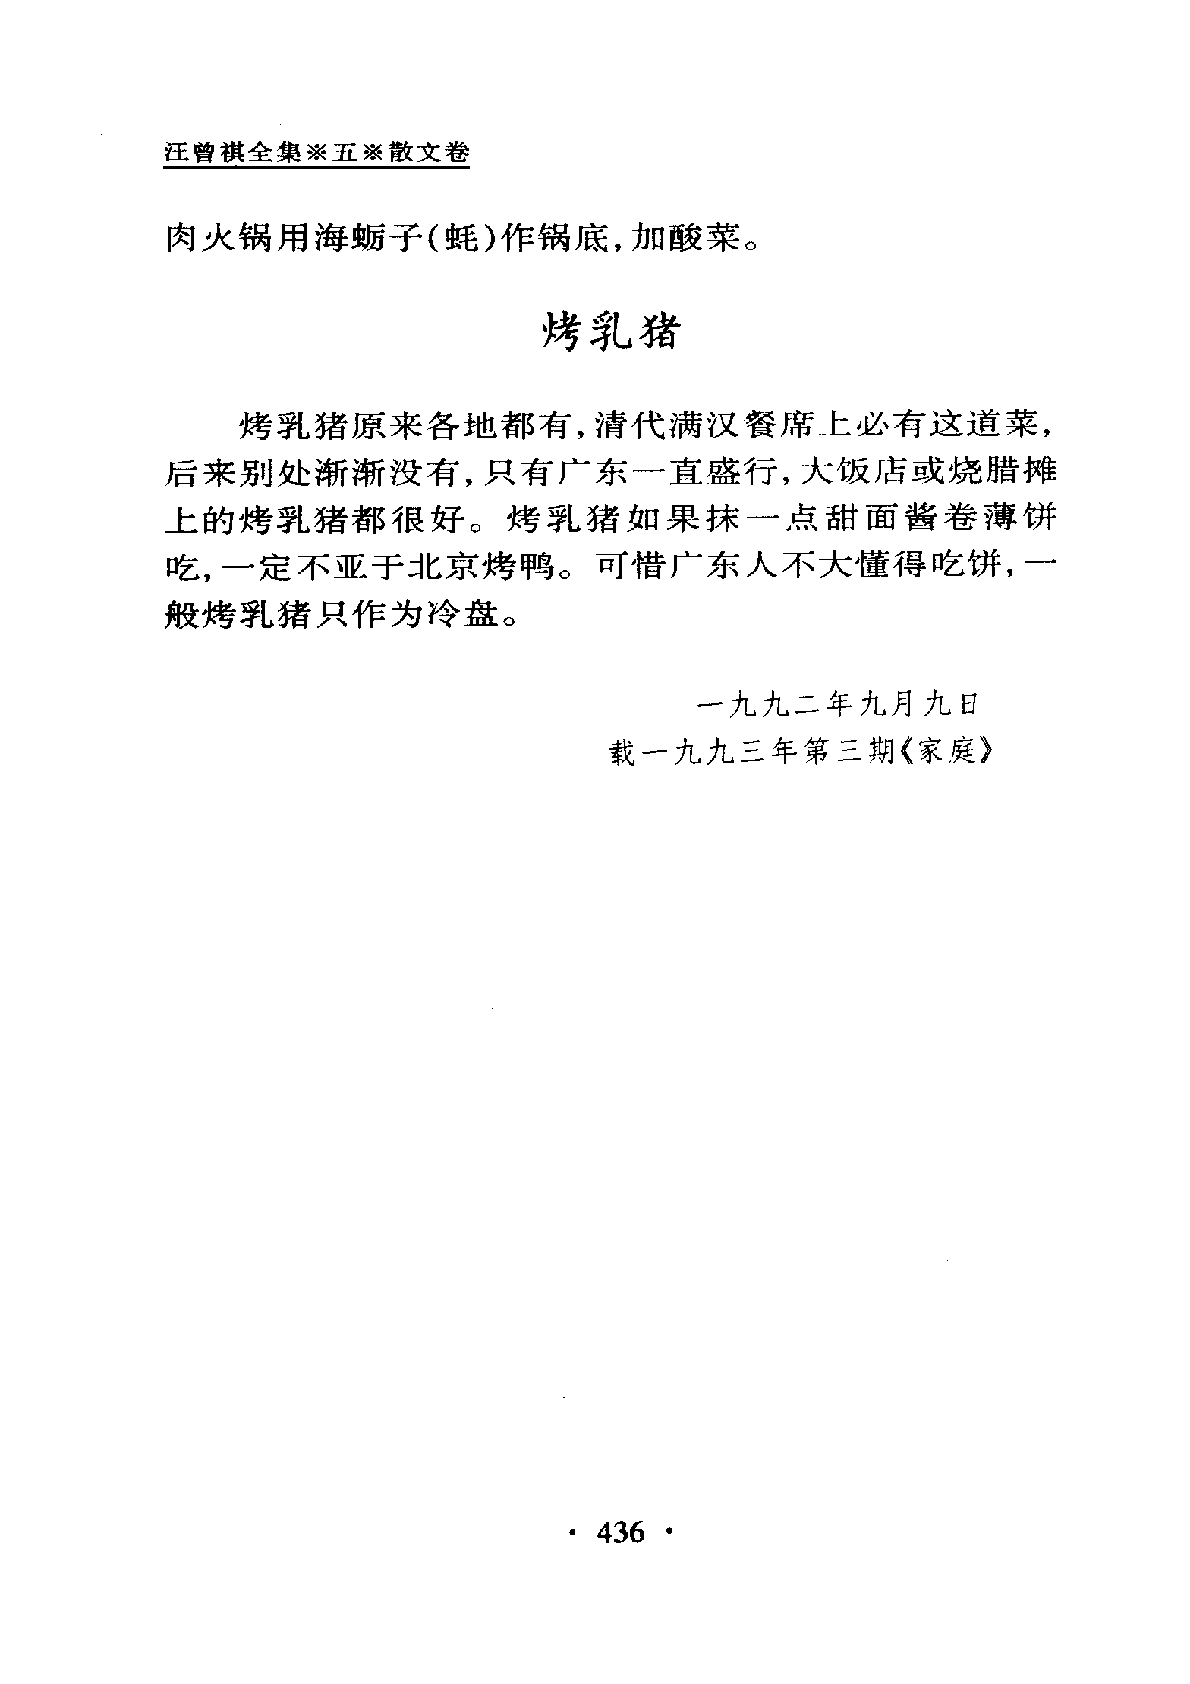 汪曾祺全集※五※散文卷
肉火锅用海蛎子(蚝)作锅底,加酸菜。
烤乳猪
烤乳猪原来各地都有,清代满汉餐席上必有这道菜,
后来别处渐渐没有,只有广东一直盛行,大饭店或烧腊摊
上的烤乳猪都很好。烤乳猪如果抹一点甜面酱卷薄饼
吃,一定不亚于北京烤鸭。可惜广东人不大懂得吃饼,一
般烤乳猪只作为冷盘。
一九九二年九月九日
载一九九三年第三期《家庭》
· 436 ·